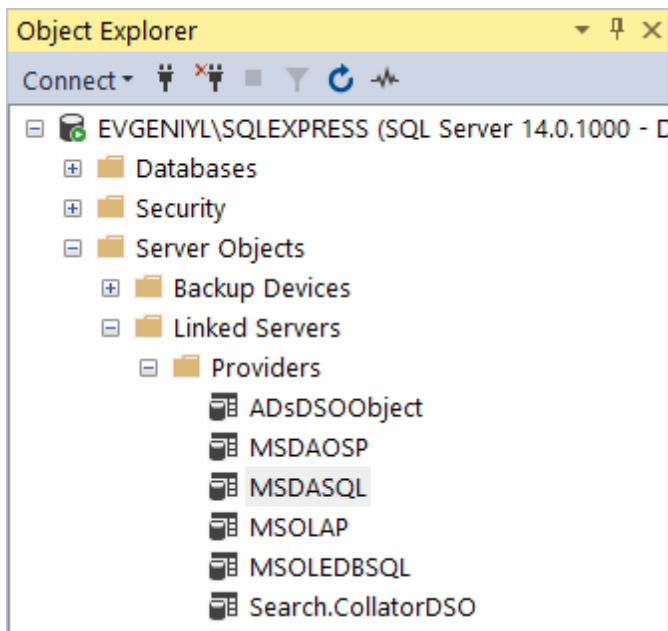 Object Explorer
Connect
EVGENIYL\SQLEXPRESS (SQL Server 14.0.1000 - D
Databases
Security
Server Objects
Backup Devices
Linked Servers
Providers
ADsDSOObject
MSDAOSP
MSDASQL
MSOLAP
MSOLEDBSQL
Search.CollatorDSO